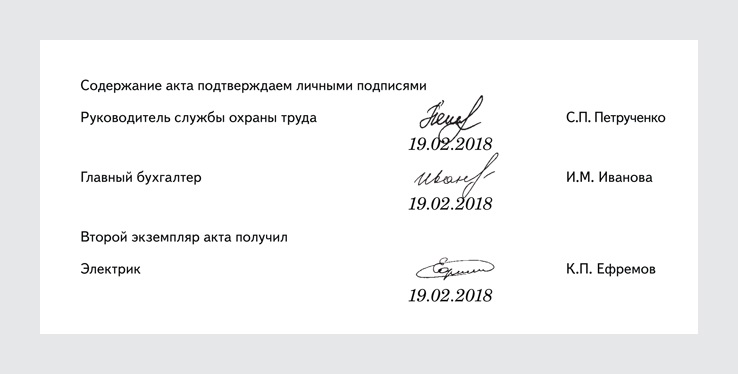 Содержание акта подтверждаем личными подписями
Руководитель службы охраны труда С.П. Петрученко
19.02.2018
Главный бухгалтер Иванов И.М. Иванова
19.02.2018
Второй экземпляр акта получил
Электрик К.П. Ефремов
19.02.2018